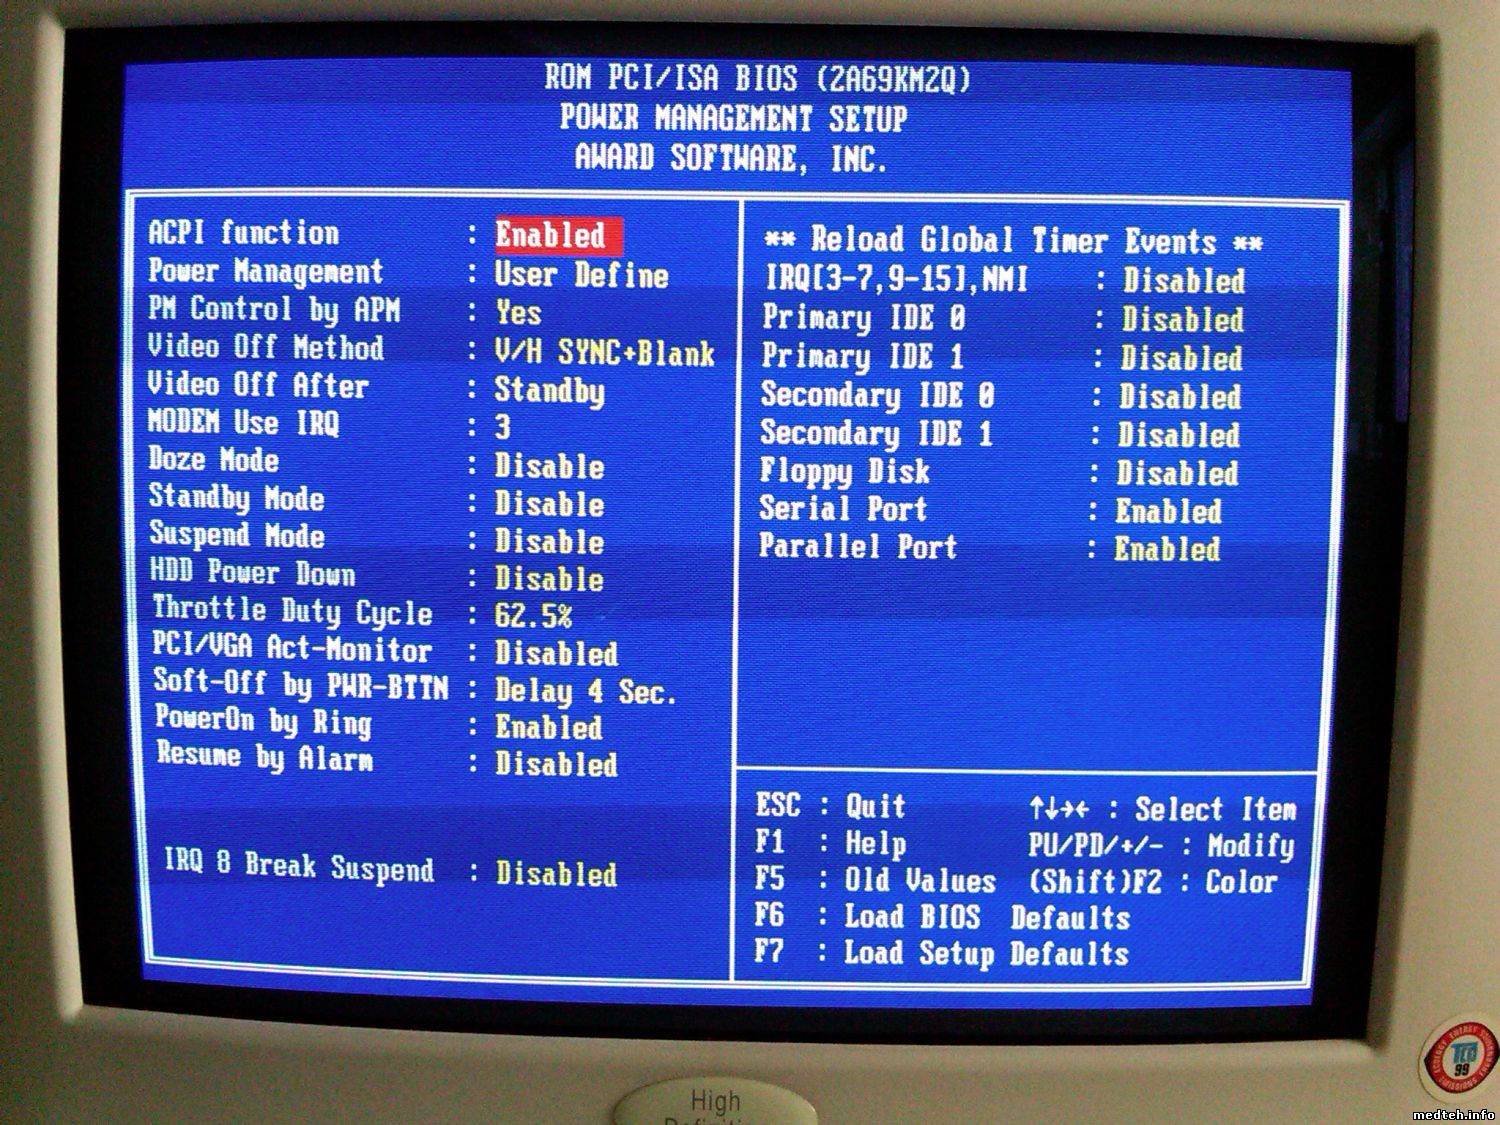 ROM PCI/ISA BIOS (2A69KM2Q)
POWER MANAGEMENT SETUP
AWARD SOFTWARE, INC.
ACPI function : Enabled
Power Management : User Define
PM Control by APM : Yes
Video Off Method : V/H SYNC+Blank
Video Off After : Standby
MODEM Use IRQ : 3
Doze Mode : Disable
Standby Mode : Disable
Suspend Mode : Disable
HDD Power Down : Disable
Throttle Duty Cycle : 62.5%
PCI/VGA Act-Monitor : Disabled
Soft-Off by PWR-BTTN : Delay 4 Sec.
PowerOn by Ring : Enabled
Resume by Alarm : Disabled
IRQ 8 Break Suspend : Disabled
** Reload Global Timer Events **
IRQ[3-7,9-15],NMI : Disabled
Primary IDE 0 : Disabled
Primary IDE 1 : Disabled
Secondary IDE 0 : Disabled
Secondary IDE 1 : Disabled
Floppy Disk : Disabled
Serial Port : Enabled
Parallel Port : Enabled
ESC : Quit ↑↓→← : Select Item
F1 : Help PU/PD/+/- : Modify
F5 : Old Values (Shift)F2 : Color
F6 : Load BIOS Defaults
F7 : Load Setup Defaults
High
TCO
99
medteh.info